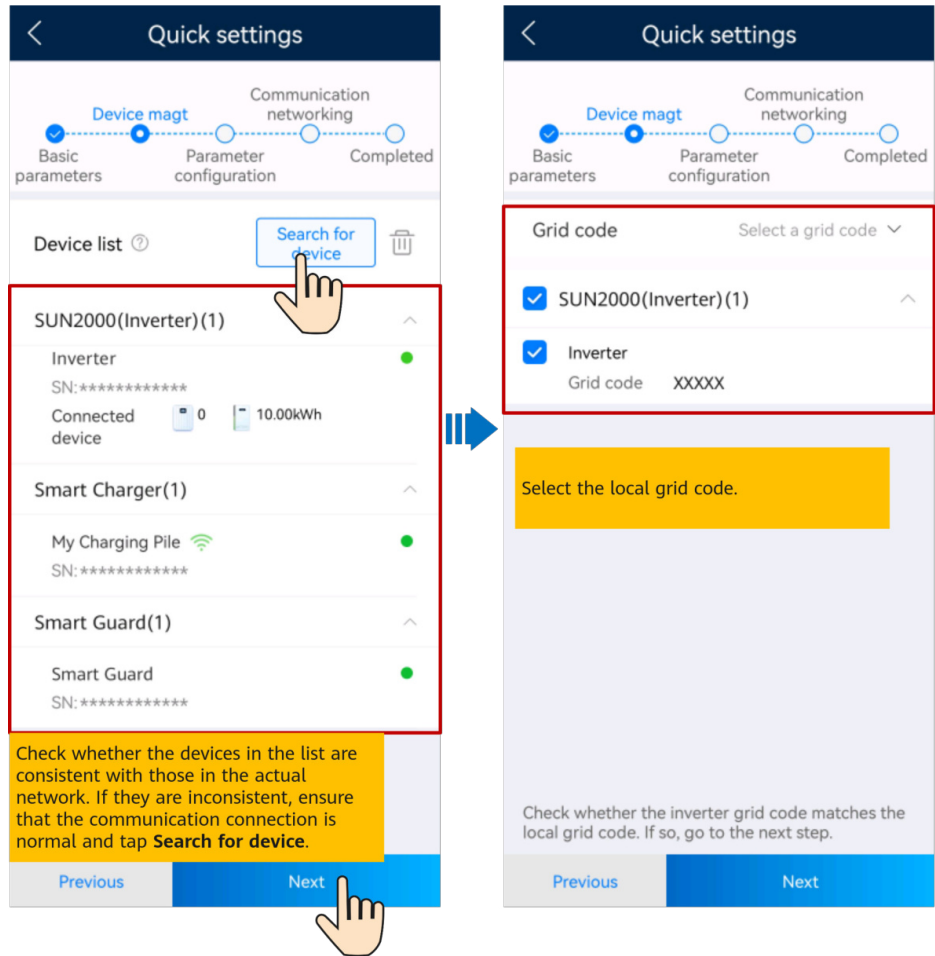 Quick settings
Communication
Device magt networking
Basic Parameter Completed
parameters configuration
Device list
Search for
device
SUN2000(Inverter)(1)
Inverter
SN:************
Connected 0 10.00kWh
device
Smart Charger(1)
My Charging Pile
SN:************
Smart Guard(1)
Smart Guard
SN:************
Check whether the devices in the list are
consistent with those in the actual
network. If they are inconsistent, ensure
that the communication connection is
normal and tap Search for device.
Previous Next
Quick settings
Communication
Device magt networking
Basic Parameter Completed
parameters configuration
Grid code Select a grid code
SUN2000(Inverter)(1)
Inverter
Grid code XXXXX
Select the local grid code.
Check whether the inverter grid code matches the
local grid code. If so, go to the next step.
Previous Next